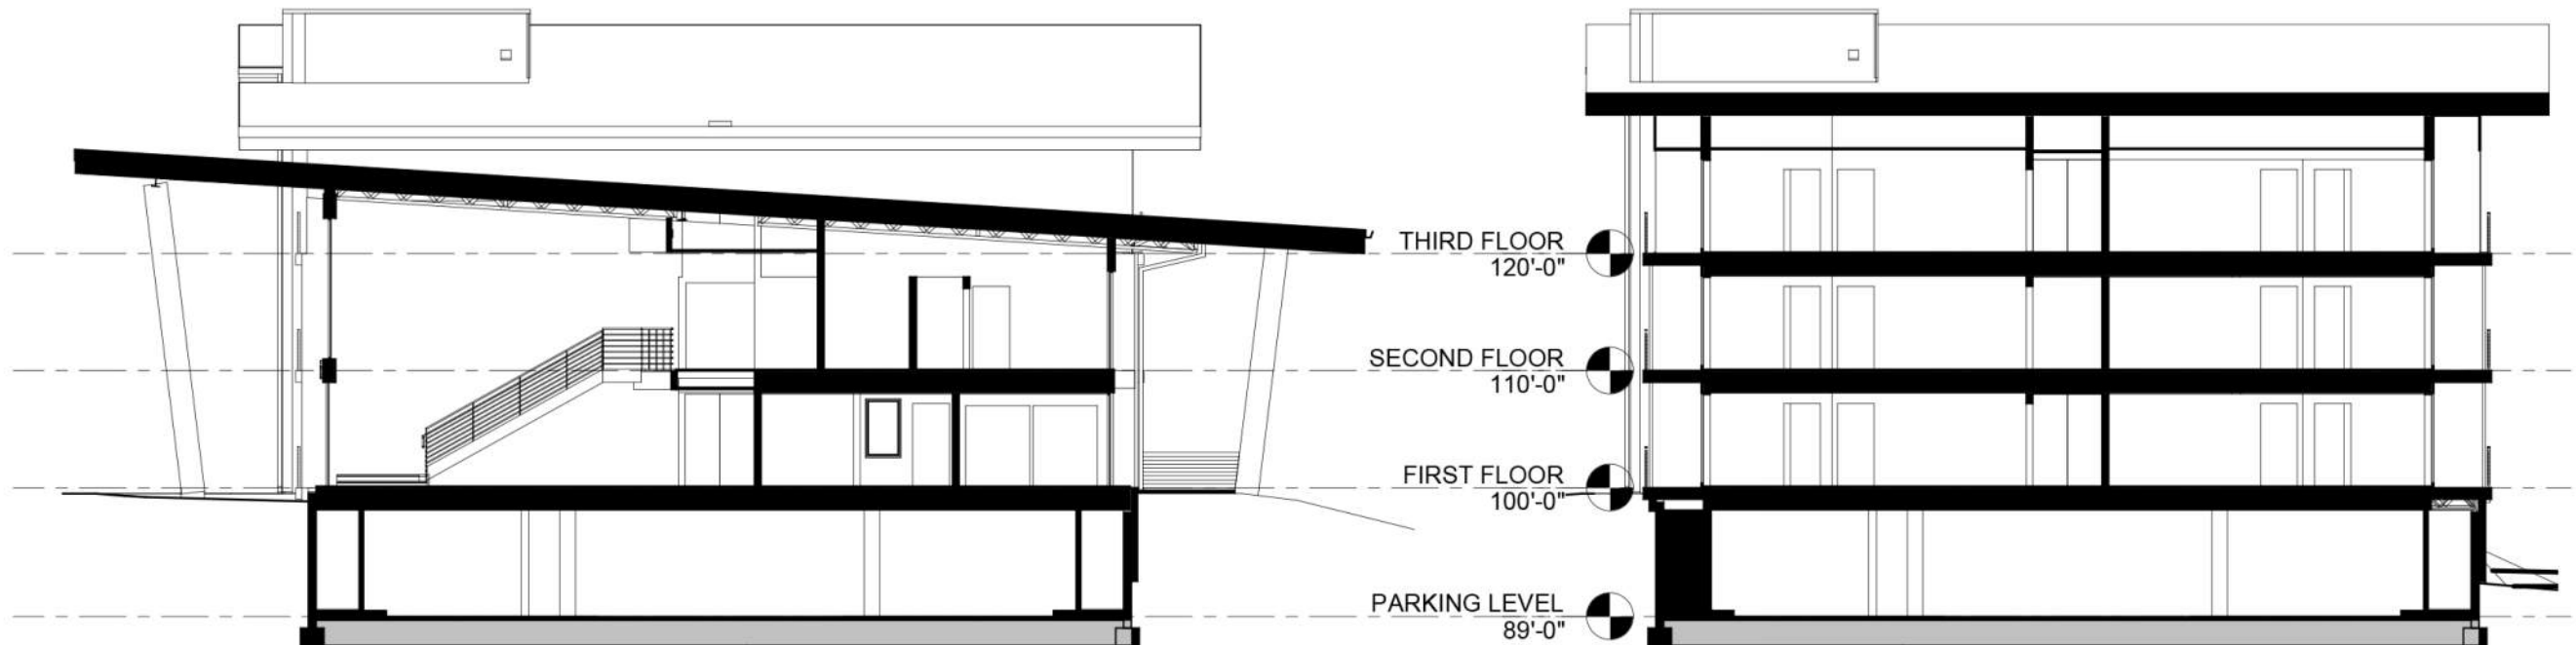 THIRD FLOOR
120'-0"
SECOND FLOOR
110'-0"
FIRST FLOOR
100'-0"
PARKING LEVEL
89'-0"